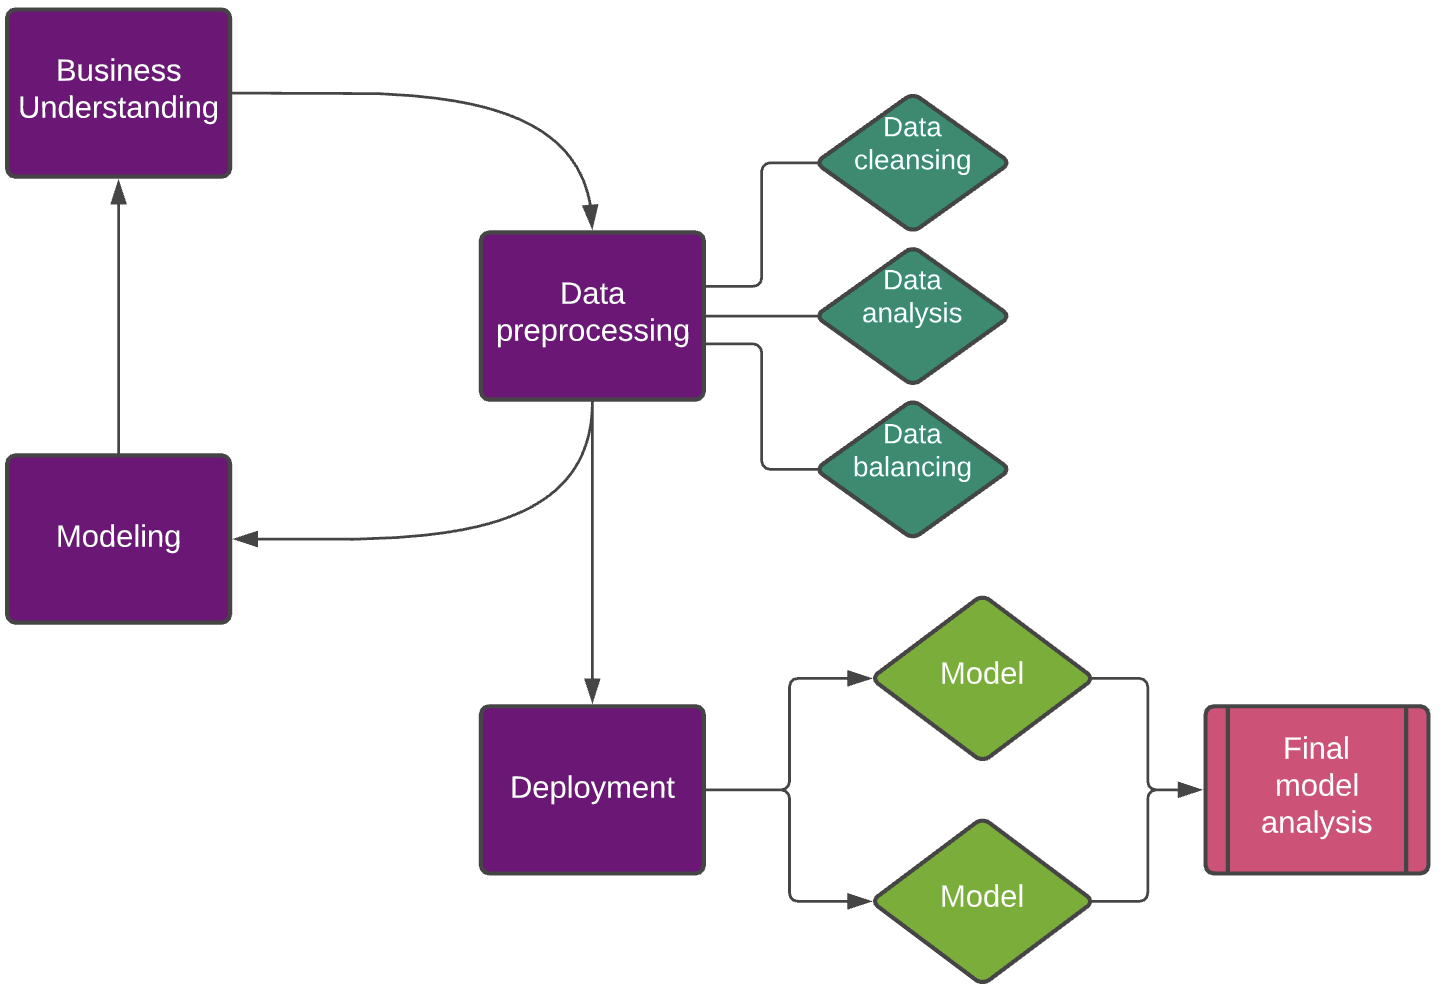 Business
Understanding
Data
cleansing
Data
analysis
Data
preprocessing
Data
balancing
Modeling
Model
Deployment
Final
model
analysis
Model